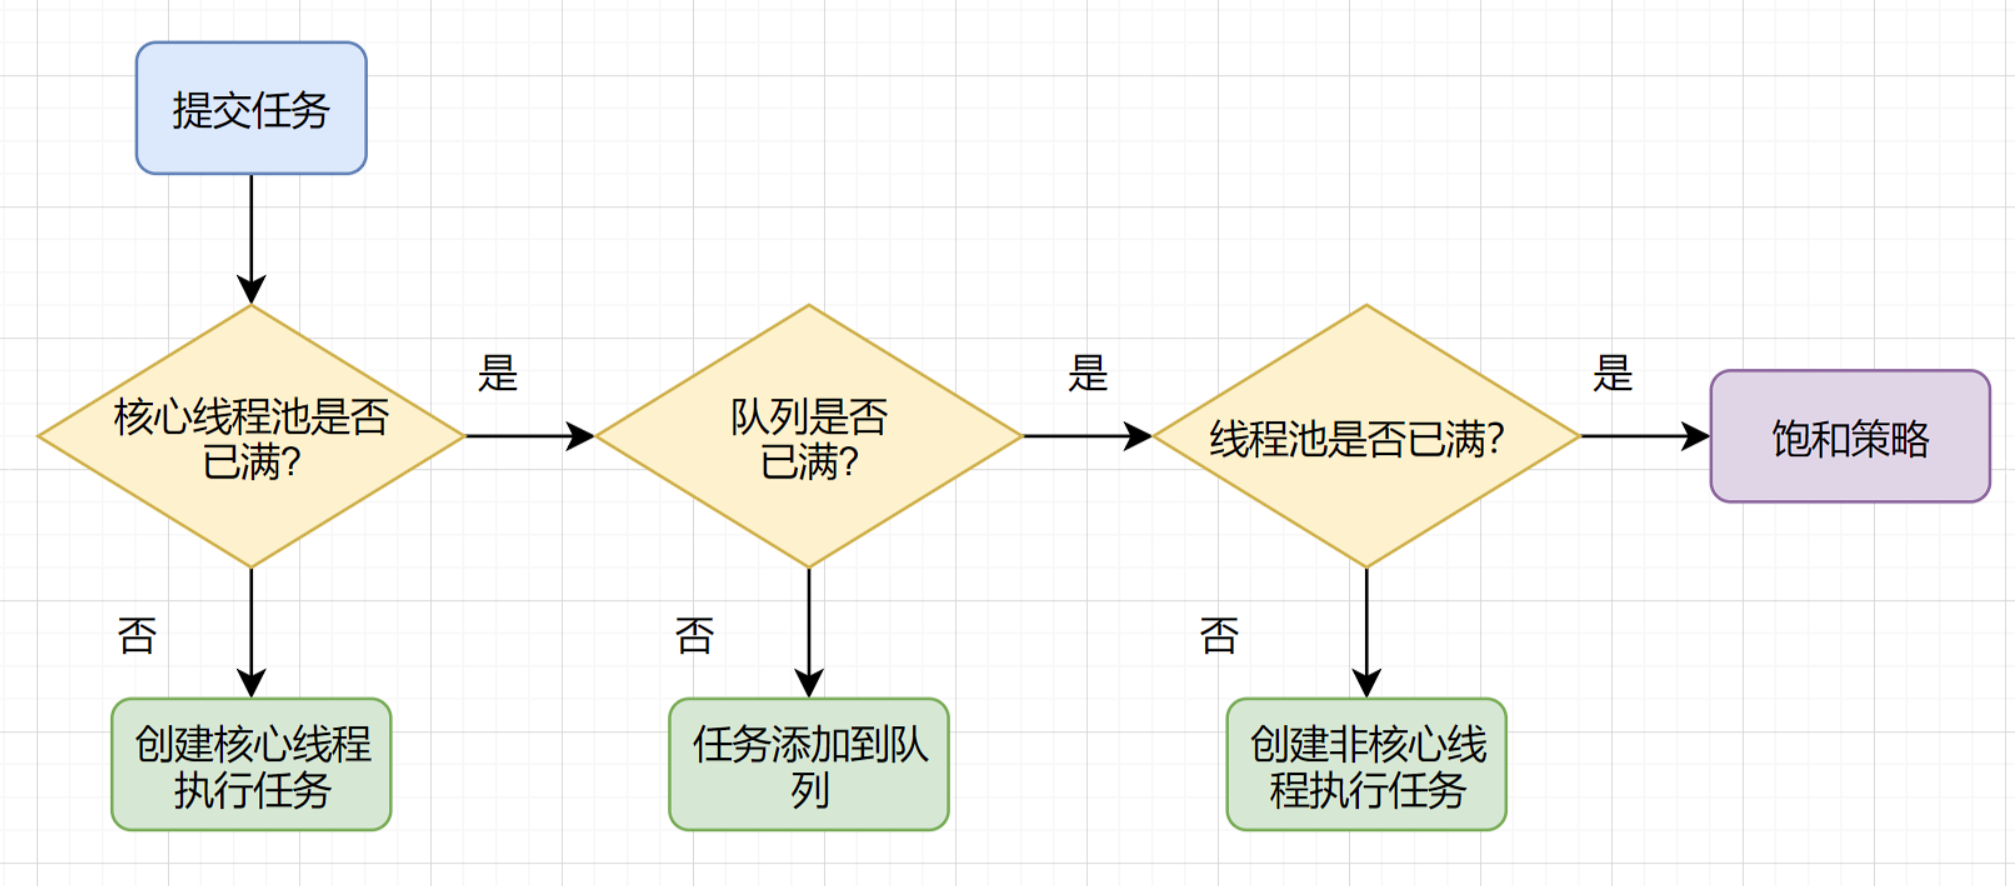 提交任务
核心线程池是否
已满?
是
队列是否
已满?
是
线程池是否已满?
是
饱和策略
否
创建核心线程
执行任务
否
任务添加到队
列
否
创建非核心线
程执行任务